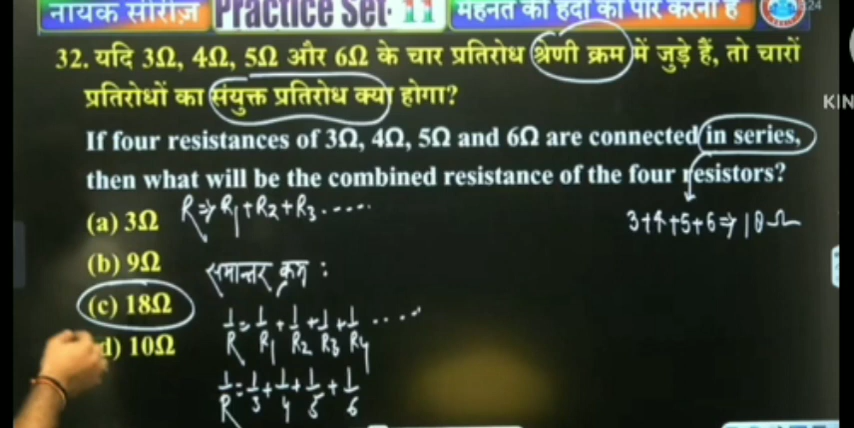 नायक सीरीज़ Practice Set- 11 मेहनत की हदों को पार करना है
32. यदि 3Ω, 4Ω, 5Ω और 6Ω के चार प्रतिरोध श्रेणी क्रम में जुड़े हैं, तो चारों
प्रतिरोधों का संयुक्त प्रतिरोध क्या होगा?
If four resistances of 3Ω, 4Ω, 5Ω and 6Ω are connected in series,
then what will be the combined resistance of the four resistors?
(a) 3Ω
R⇒R1+R2+R3.....
3+4+5+6⇒18Ω
(b) 9Ω
समान्तर क्रम :
(c) 18Ω
1/R = 1/R1 + 1/R2 + 1/R3 + 1/R4 .....
d) 10Ω
1/R = 1/3 + 1/4 + 1/5 + 1/6